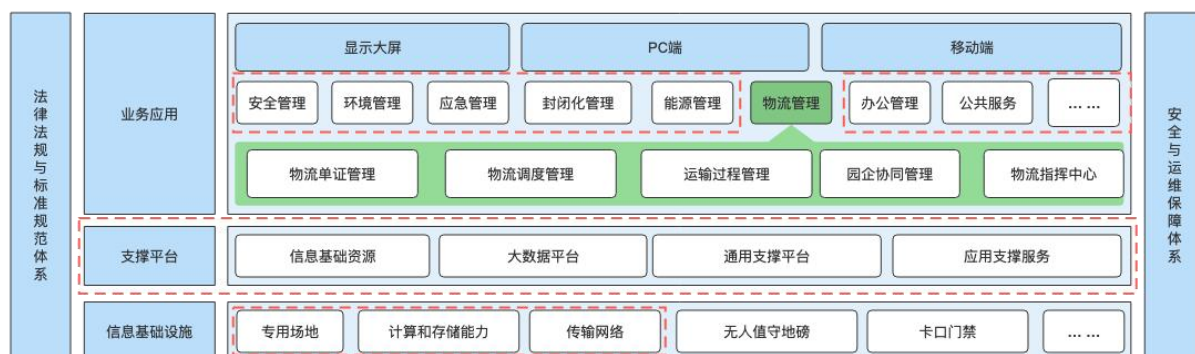 法律法规与标准规范体系
业务应用
显示大屏
PC端
移动端
安全管理
环境管理
应急管理
封闭化管理
能源管理
物流管理
办公管理
公共服务
... ...
物流单证管理
物流调度管理
运输过程管理
园企协同管理
物流指挥中心
支撑平台
信息基础资源
大数据平台
通用支撑平台
应用支撑服务
信息基础设施
专用场地
计算和存储能力
传输网络
无人值守地磅
卡口门禁
... ...
安全与运维保障体系